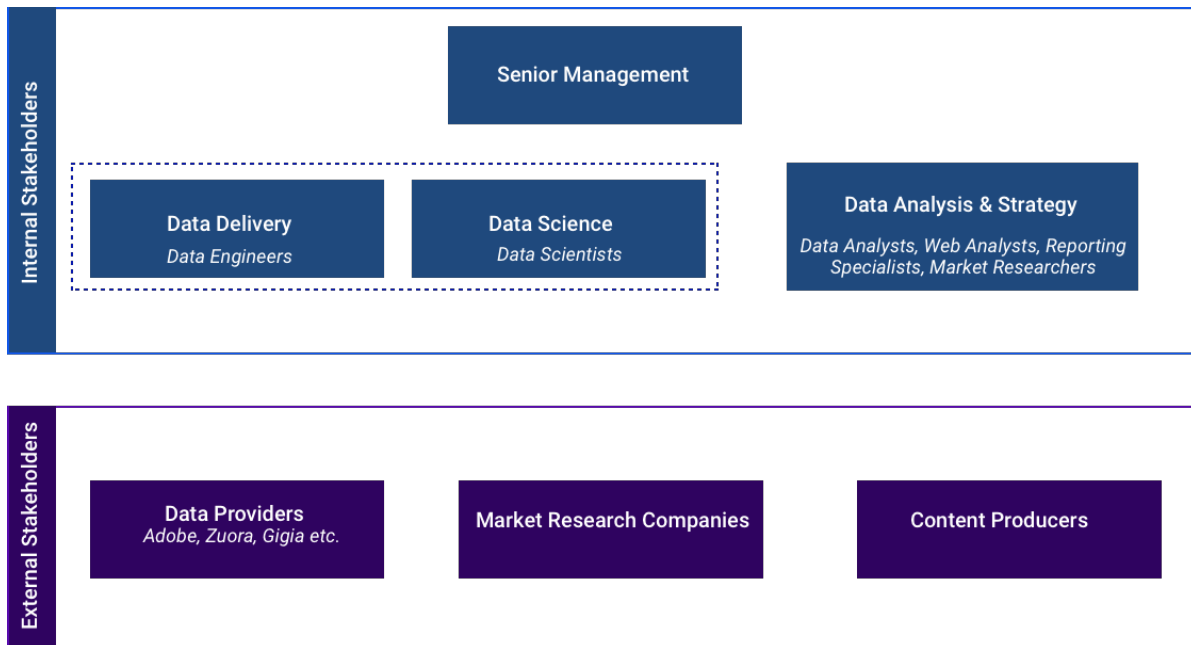 Internal Stakeholders
Senior Management
Data Delivery
Data Engineers
Data Science
Data Scientists
Data Analysis & Strategy
Data Analysts, Web Analysts, Reporting
Specialists, Market Researchers
External Stakeholders
Data Providers
Adobe, Zuora, Gigia etc.
Market Research Companies
Content Producers